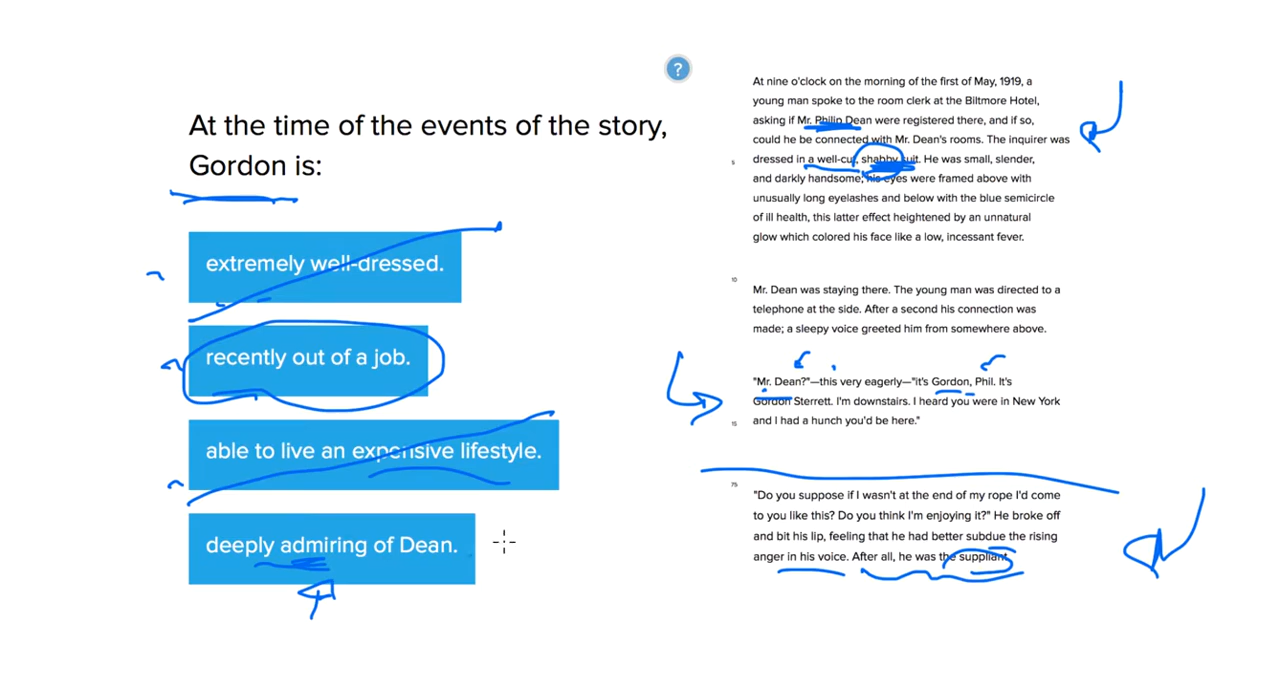 ?
At the time of the events of the story,
Gordon is:
extremely well-dressed.
recently out of a job.
able to live an expensive lifestyle.
deeply admiring of Dean.
At nine o'clock on the morning of the first of May, 1919, a
young man spoke to the room clerk at the Biltmore Hotel,
asking if Mr. Philip Dean were registered there, and if so,
could he be connected with Mr. Dean's rooms. The inquirer was
5 dressed in a well-cut, shabby suit. He was small, slender,
and darkly handsome; his eyes were framed above with
unusually long eyelashes and below with the blue semicircle
of ill health, this latter effect heightened by an unnatural
glow which colored his face like a low, incessant fever.
10
Mr. Dean was staying there. The young man was directed to a
telephone at the side. After a second his connection was
made; a sleepy voice greeted him from somewhere above.
"Mr. Dean?"—this very eagerly—"it's Gordon, Phil. It's
Gordon Sterrett. I'm downstairs. I heard you were in New York
15 and I had a hunch you'd be here."
75
"Do you suppose if I wasn't at the end of my rope I'd come
to you like this? Do you think I'm enjoying it?" He broke off
and bit his lip, feeling that he had better subdue the rising
anger in his voice. After all, he was the suppliant.